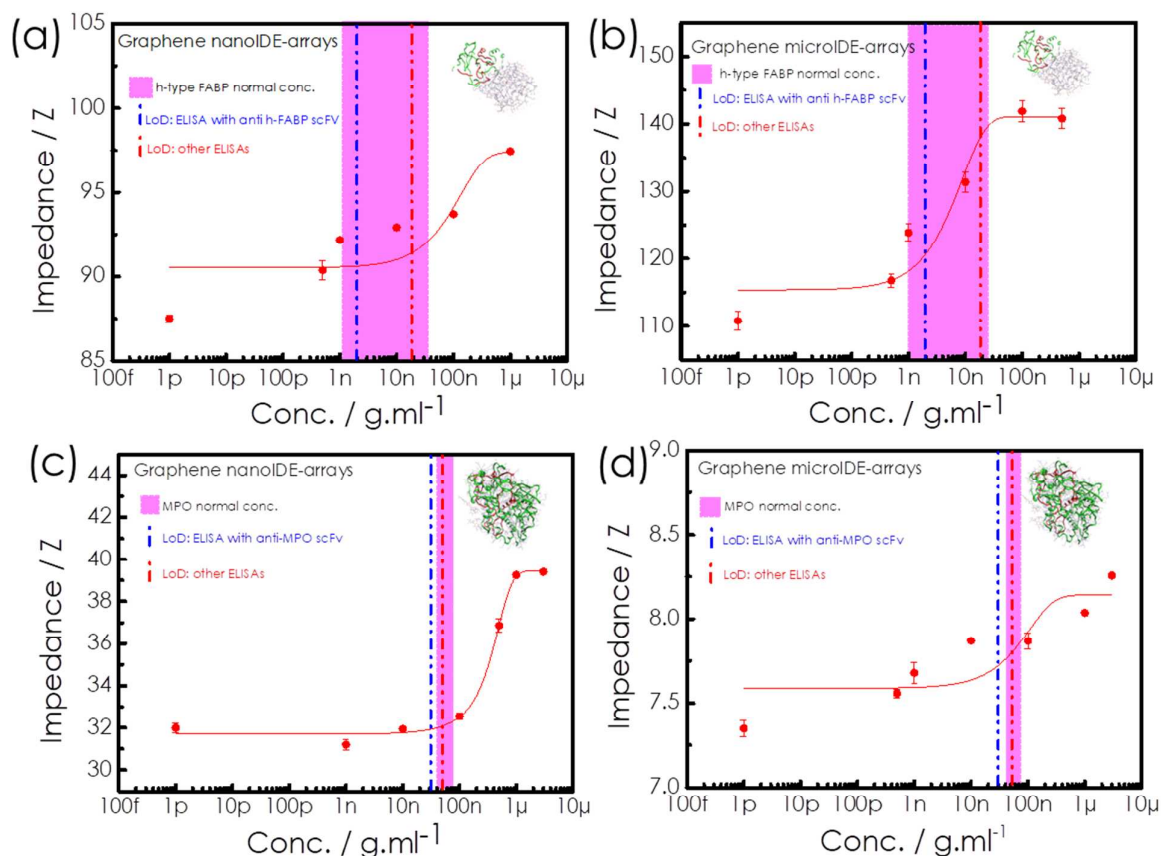 (a)
Graphene nanoIDE-arrays
h-type FABP normal conc.
LoD: ELISA with anti h-FABP scFV
LoD: other ELISAs
105
100
95
90
85
Impedance / Z
100f 1p 10p 1n 10n 100n 1µ 10µ
Conc. / g.ml⁻¹
(b)
Graphene microIDE-arrays
h-type FABP normal conc.
LoD: ELISA with anti h-FABP scFv
LoD: other ELISAs
150
140
130
120
110
Impedance / Z
100f 1p 10p 1n 10n 100n 1µ 10µ
Conc. / g.ml⁻¹
(c)
Graphene nanoIDE-arrays
MPO normal conc.
LoD: ELISA with anti-MPO scFv
LoD: other ELISAs
44
42
40
38
36
34
32
30
Impedance / Z
100f 1p 10p 1n 10n 100n 1µ 10µ
Conc. / g.ml⁻¹
(d)
Graphene microIDE-arrays
MPO normal conc.
LoD: ELISA with anti-MPO scFv
LoD: other ELISAs
9.0
8.5
8.0
7.5
7.0
Impedance / Z
100f 1p 10p 100p 1n 10n 100n 1µ 10µ
Conc. / g.ml⁻¹